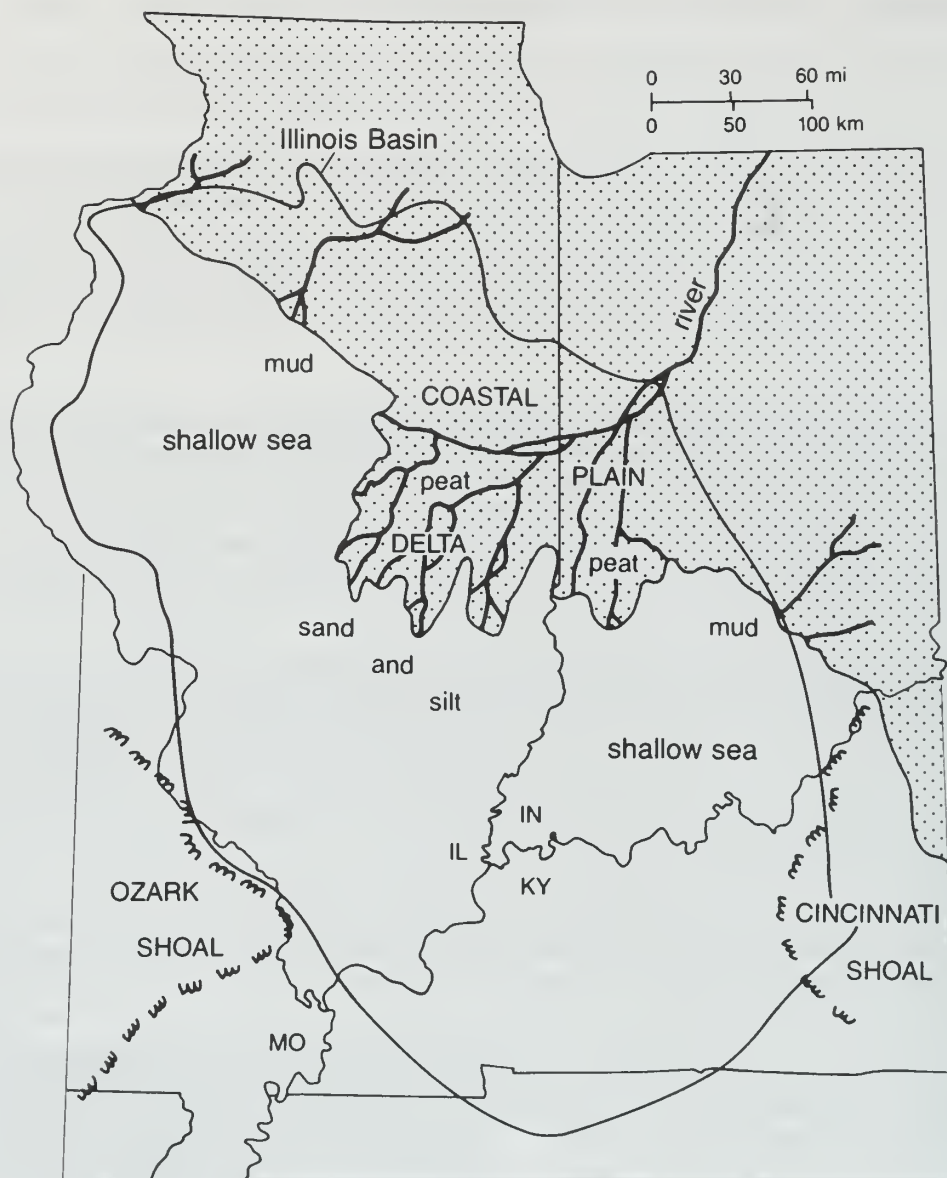 0 30 60 mi
0 50 100 km
Illinois Basin
river
mud
COASTAL
shallow sea
peat
PLAIN
DELTA
peat
sand
mud
and
silt
shallow sea
IN
IL
KY
OZARK
CINCINNATI
SHOAL
SHOAL
MO